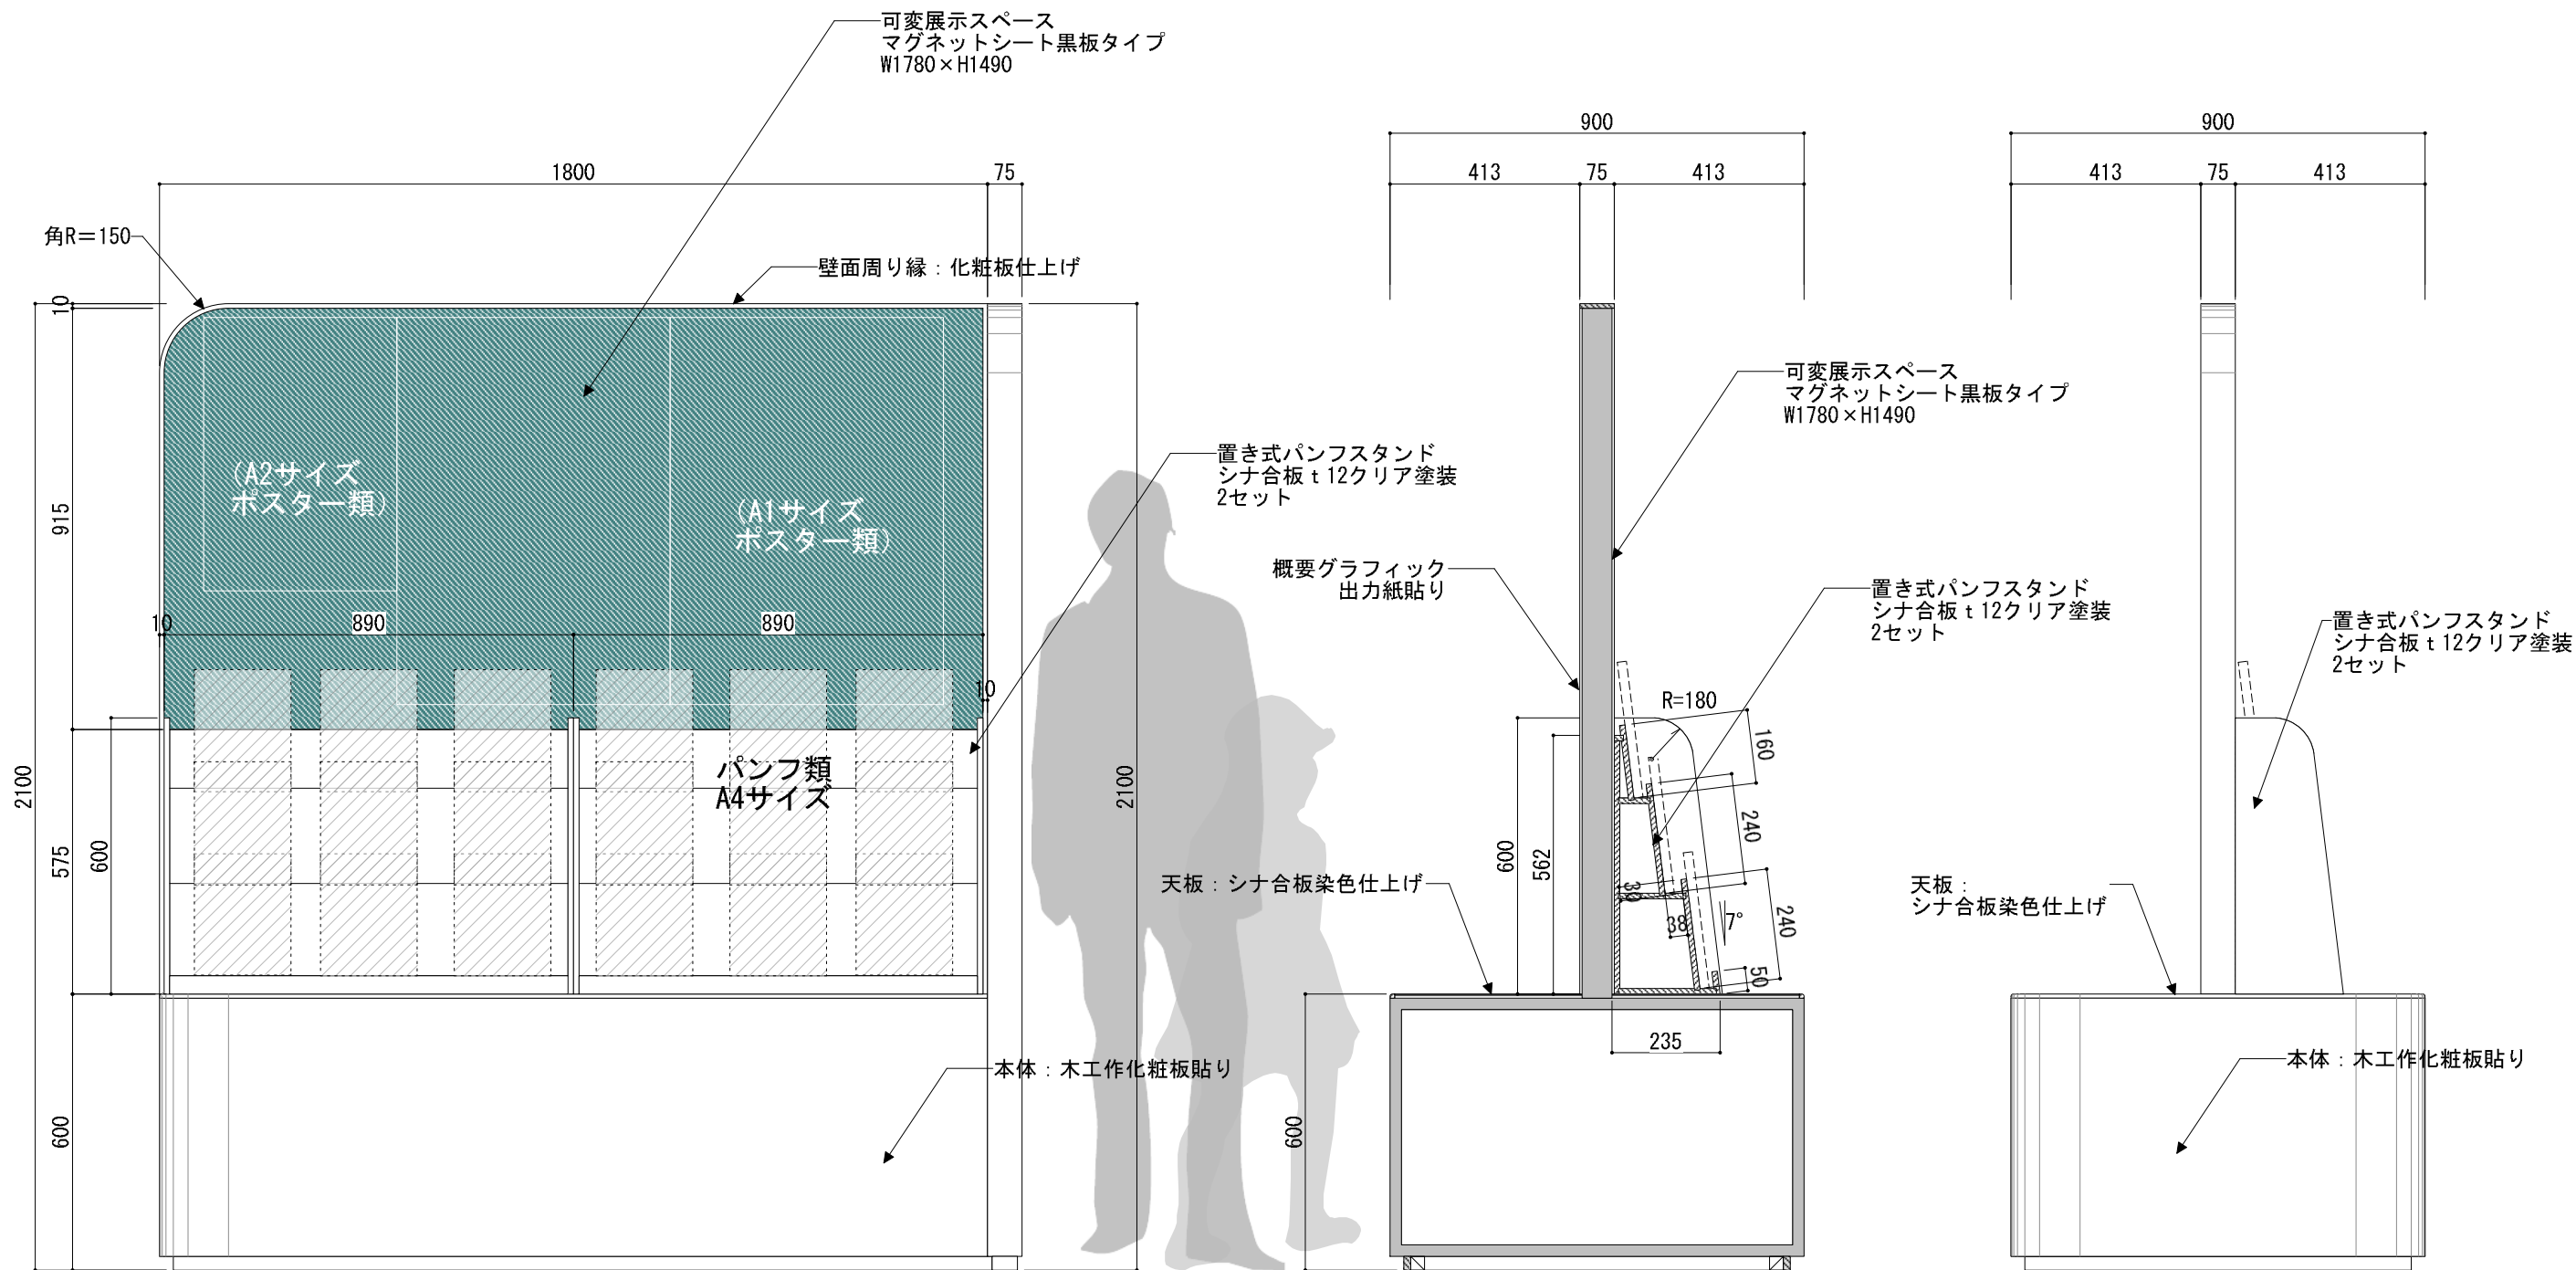 可変展示スペース
マグネットシート黒板タイプ
W1780×H1490
1800
75
角R=150
壁面周り縁：化粧板仕上げ
10
915
575
600
2100
600
(A2サイズ
ポスター類)
(A1サイズ
ポスター類)
10
890
890
10
パンフ類
A4サイズ
置き式パンフスタンド
シナ合板ｔ12クリア塗装
2セット
2100
本体：木工作化粧板貼り
900
413
75
413
可変展示スペース
マグネットシート黒板タイプ
W1780×H1490
概要グラフィック
出力紙貼り
置き式パンフスタンド
シナ合板ｔ12クリア塗装
2セット
R=180
160
240
240
50
600
562
38
7°
天板：シナ合板染色仕上げ
235
600
900
413
75
413
置き式パンフスタンド
シナ合板ｔ12クリア塗装
2セット
天板：
シナ合板染色仕上げ
本体：木工作化粧板貼り